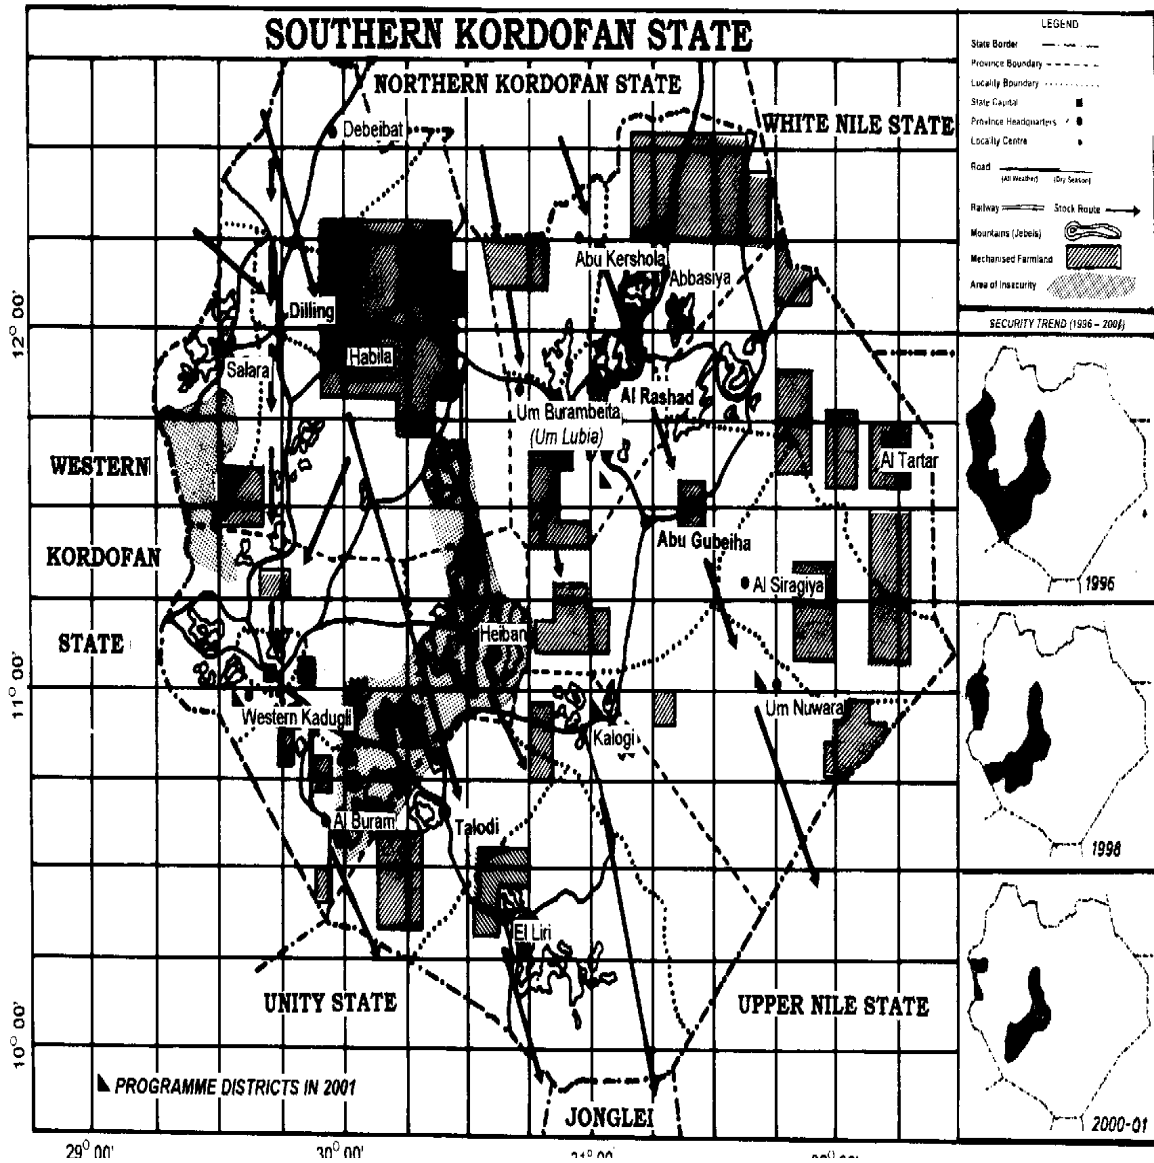 SOUTHERN KORDOFAN STATE
NORTHERN KORDOFAN STATE
WHITE NILE STATE
Debeibat
Abu Kershola
Abbasiya
Dilling
Habila
Salara
Al Rashad
Um Burambeita
(Um Lubia)
WESTERN
KORDOFAN
STATE
Al Tartar
Abu Gubeiha
Al Siragiya
Heiban
Um Nuwara
Western Kadugli
Kalogi
Al Buram
Talodi
El Liri
UNITY STATE
UPPER NILE STATE
JONGLEI
PROGRAMME DISTRICTS IN 2001
12° 00'
11° 00'
10° 00'
29° 00'
30° 00'
31° 00'
LEGEND
State Border
Province Boundary
Locality Boundary
State Capital
Province Headquarters
Locality Centre
Road
(All Weather) (Dry Season)
Railway Stock Route
Mountains (Jebels)
Mechanised Farmland
Area of Insecurity
SECURITY TREND
1996
1998
2000-01